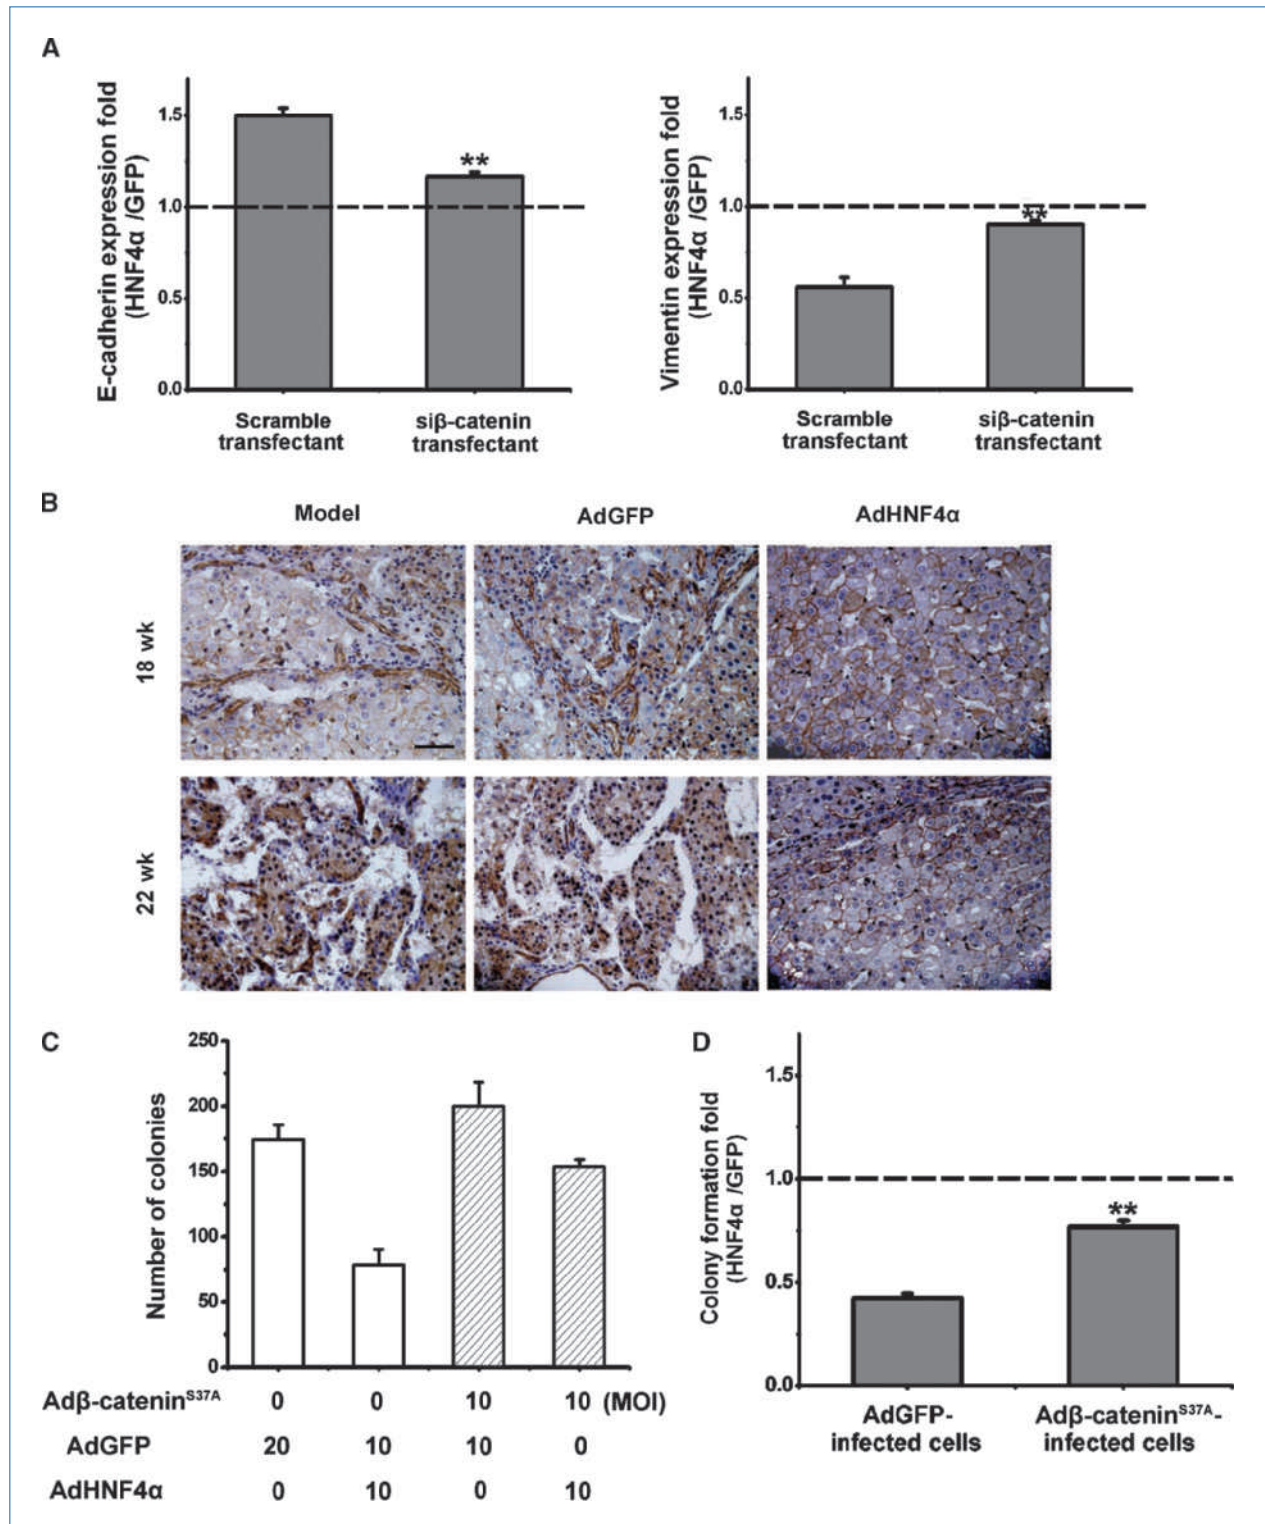 A
E-cadherin expression fold
(HNF4α /GFP)
1.5
1.0
0.5
0.0
**
Scramble
transfectant
siβ-catenin
transfectant
Vimentin expression fold
(HNF4α /GFP)
1.5
1.0
0.5
0.0
**
Scramble
transfectant
siβ-catenin
transfectant
B
Model
AdGFP
AdHNF4α
18 wk
22 wk
C
Number of colonies
250
200
150
100
50
0
Adβ-cateninS37A 0 0 10 10 (MOI)
AdGFP 20 10 10 0
AdHNF4α 0 10 0 10
D
Colony formation fold
(HNF4α /GFP)
1.5
1.0
0.5
0.0
**
AdGFP-
infected cells
Adβ-cateninS37A-
infected cells